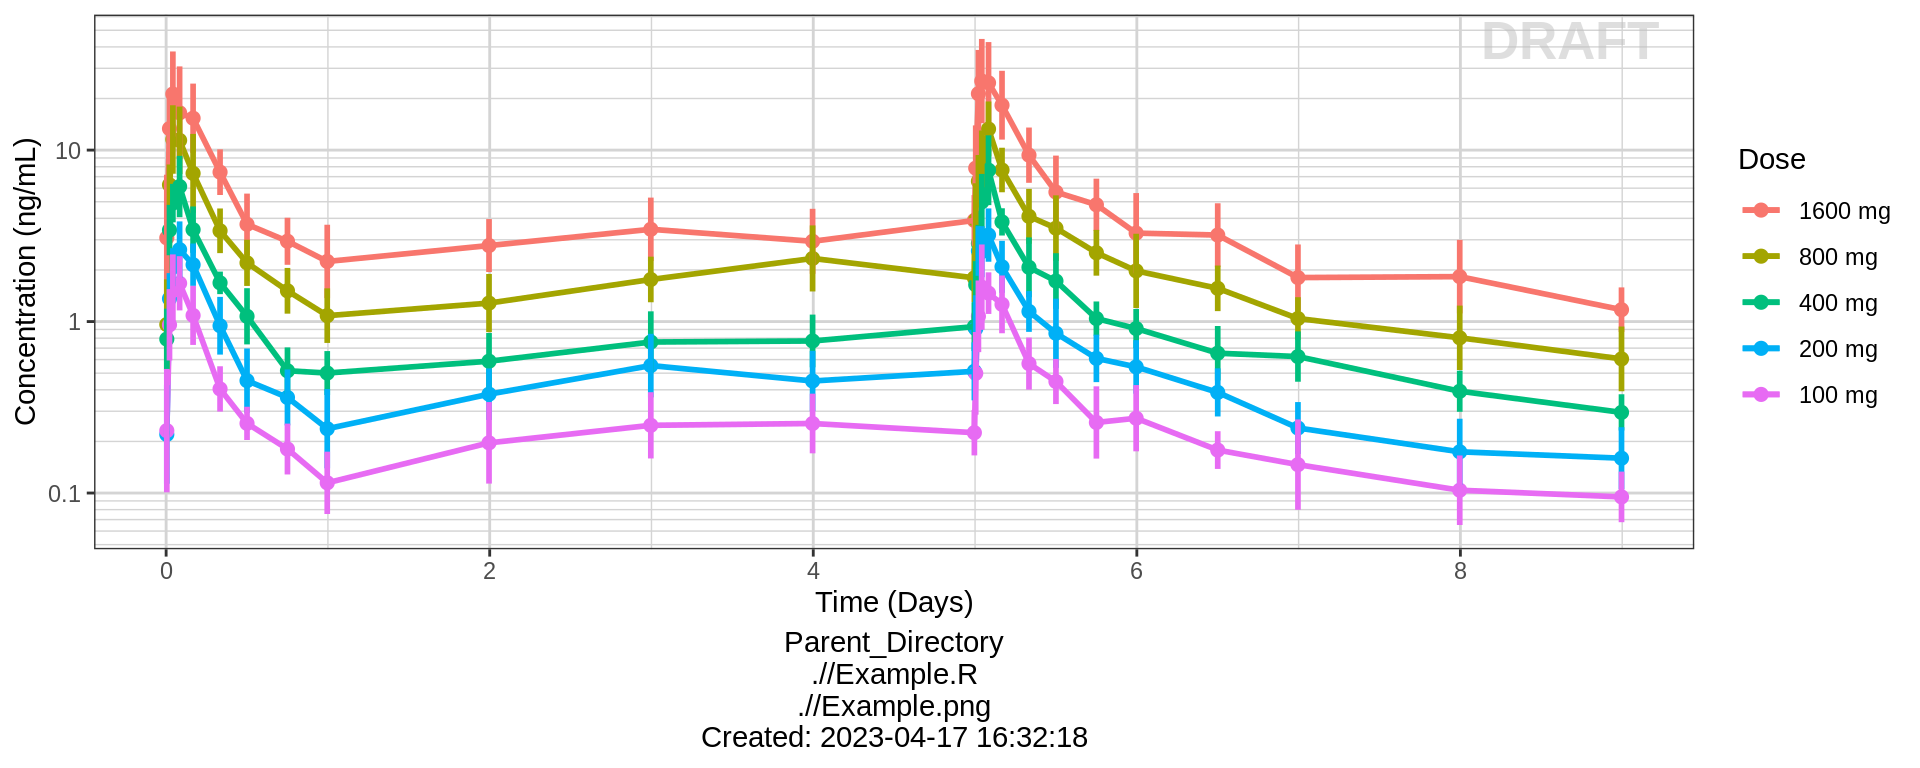 DRAFT
Concentration (ng/mL)
10
1
0.1
0
2
4
6
8
Time (Days)
Parent_Directory
.//Example.R
.//Example.png
Created: 2023-04-17 16:32:18
Dose
1600 mg
800 mg
400 mg
200 mg
100 mg